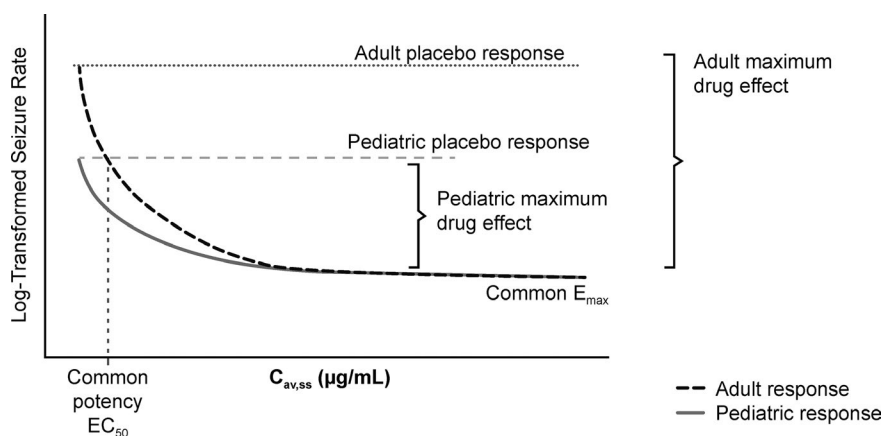 Log-Transformed Seizure Rate
Adult placebo response
Adult maximum
drug effect
Pediatric placebo response
Pediatric maximum
drug effect
Common Emax
Common
potency
EC50
Cav,ss (µg/mL)
Adult response
Pediatric response